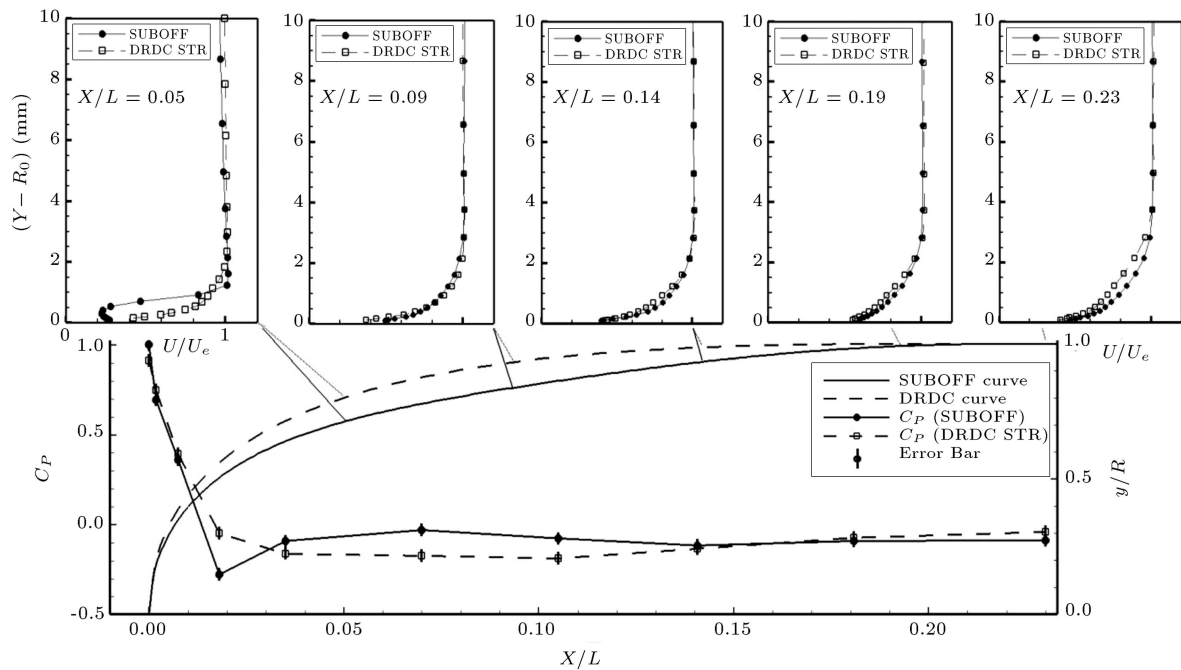 10
8
6
4
2
0
(Y−R₀) (mm)
SUBOFF
DRDC STR
X/L = 0.05
0
1
U/Uₑ
10
8
6
4
2
0
SUBOFF
DRDC STR
X/L = 0.09
10
8
6
4
2
0
SUBOFF
DRDC STR
X/L = 0.14
10
8
6
4
2
0
SUBOFF
DRDC STR
X/L = 0.19
10
8
6
4
2
0
SUBOFF
DRDC STR
X/L = 0.23
U/Uₑ
1.0
0.5
0.0
-0.5
C_P
SUBOFF curve
DRDC curve
C_P (SUBOFF)
C_P (DRDC STR)
Error Bar
1.0
0.5
0.0
y/R
0.00
0.05
0.10
0.15
0.20
X/L